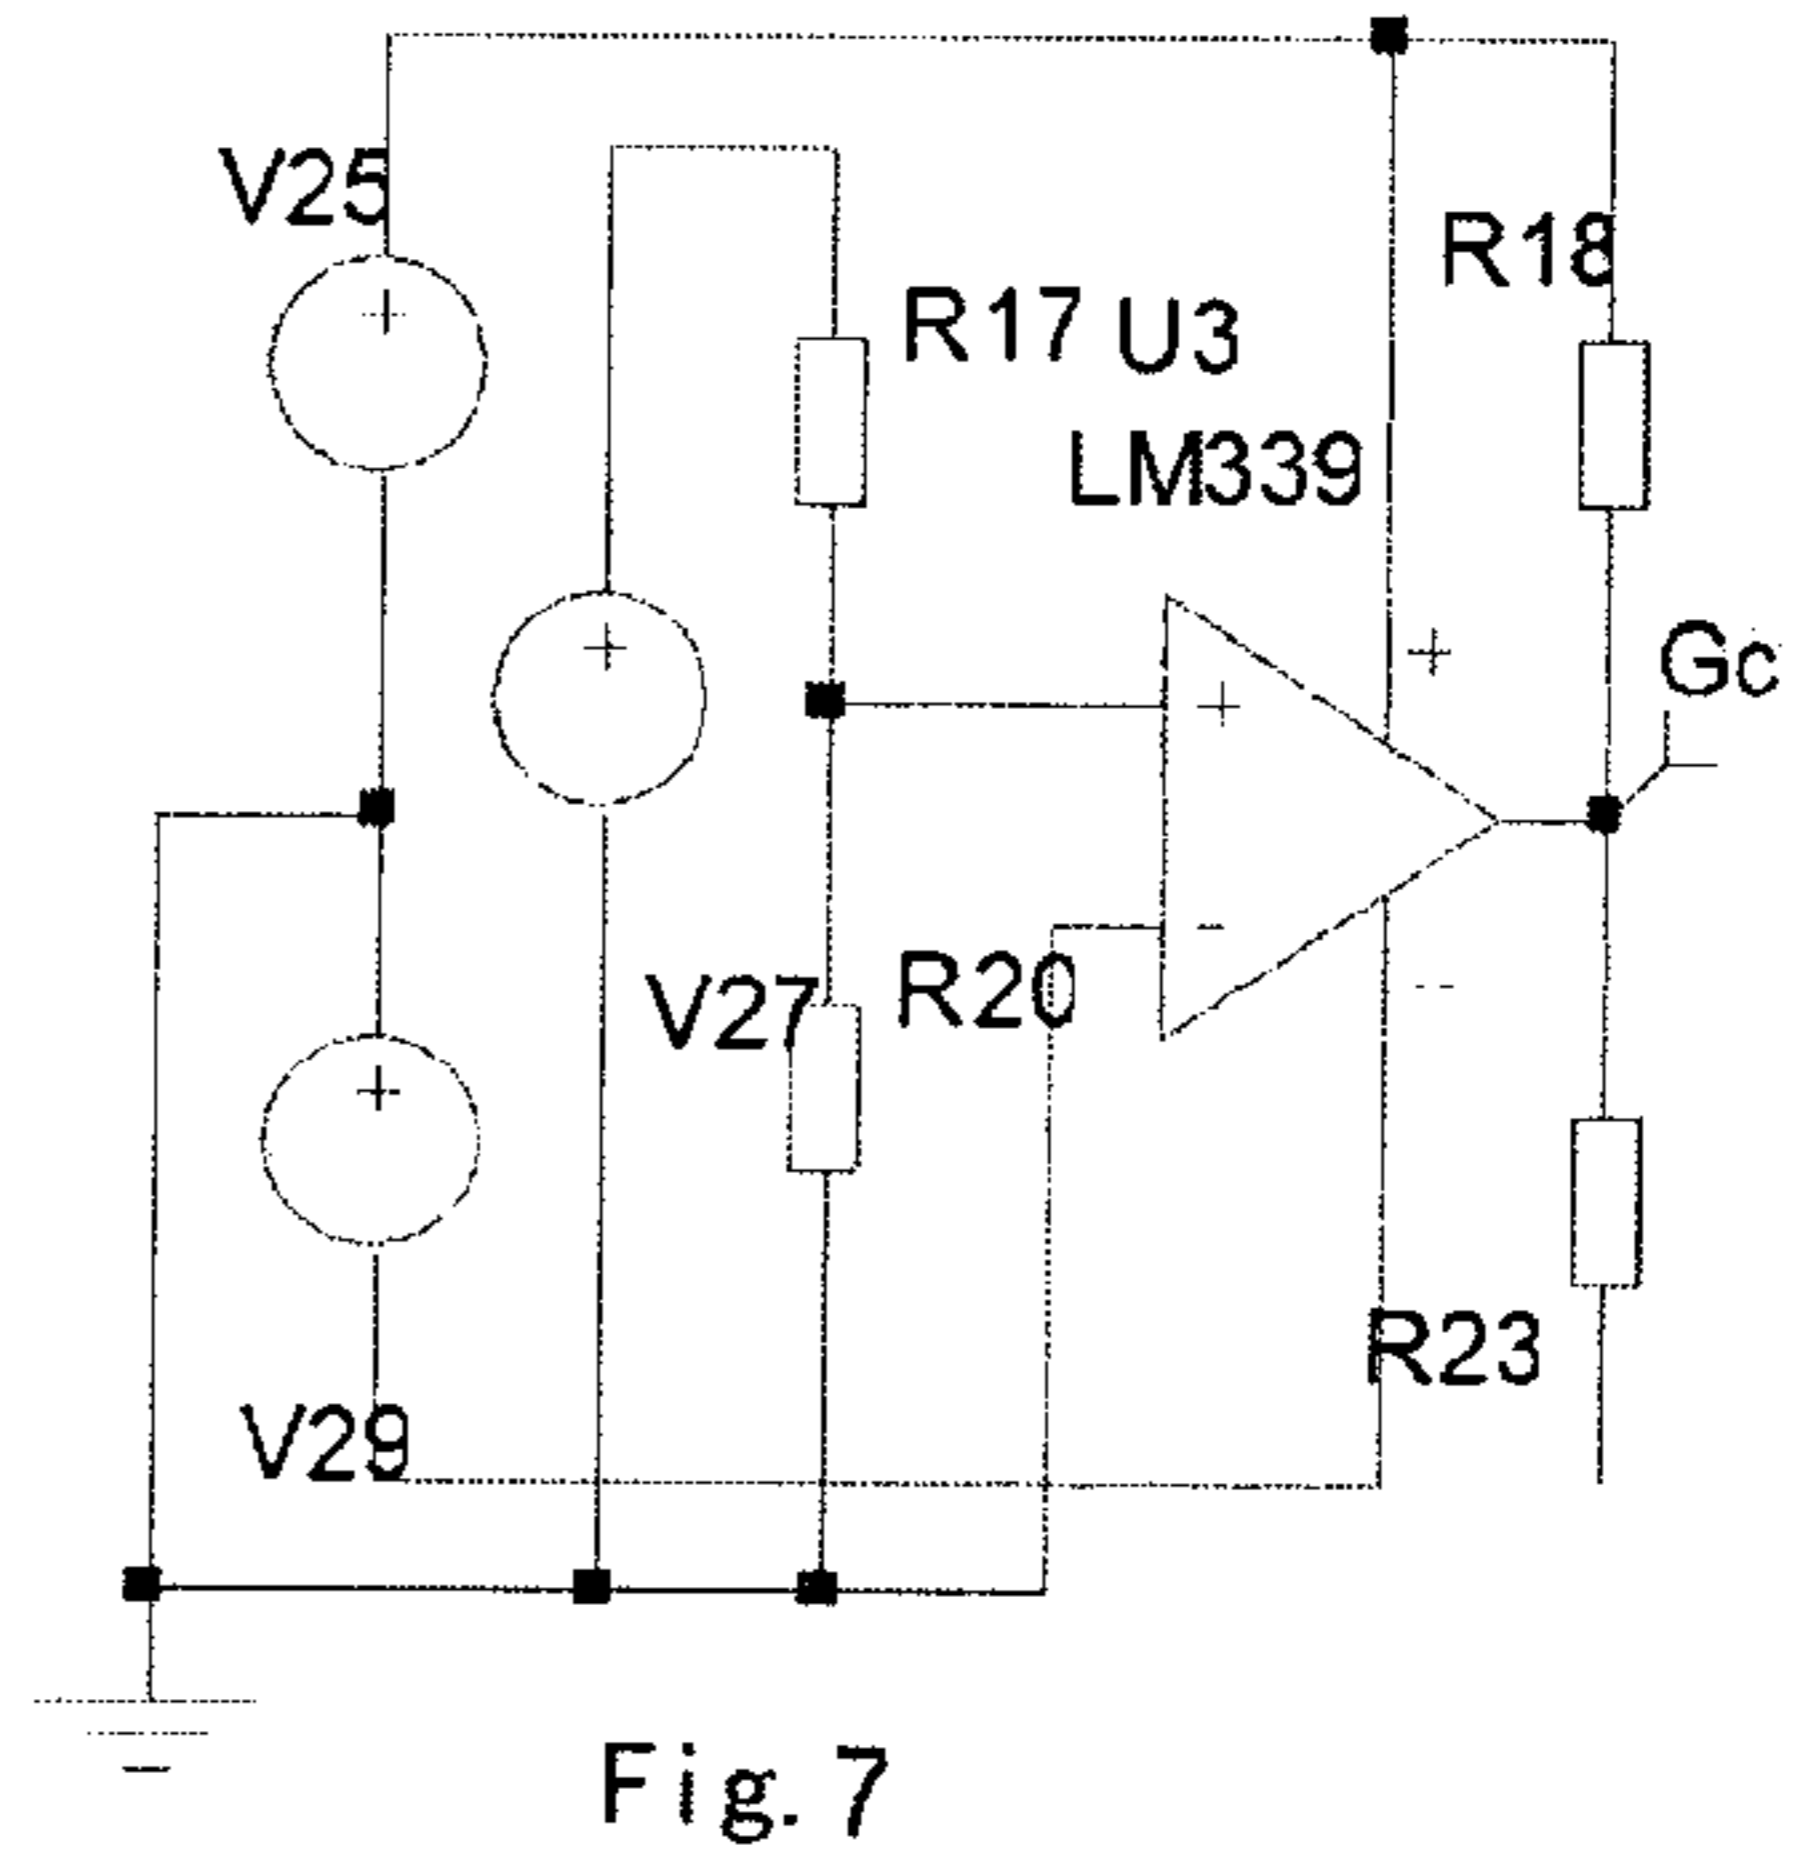 V25
R18
R17
U3
LM339
+
+
+
Gc
+
-
V27
R20
-
+
R23
V29
Fig. 7